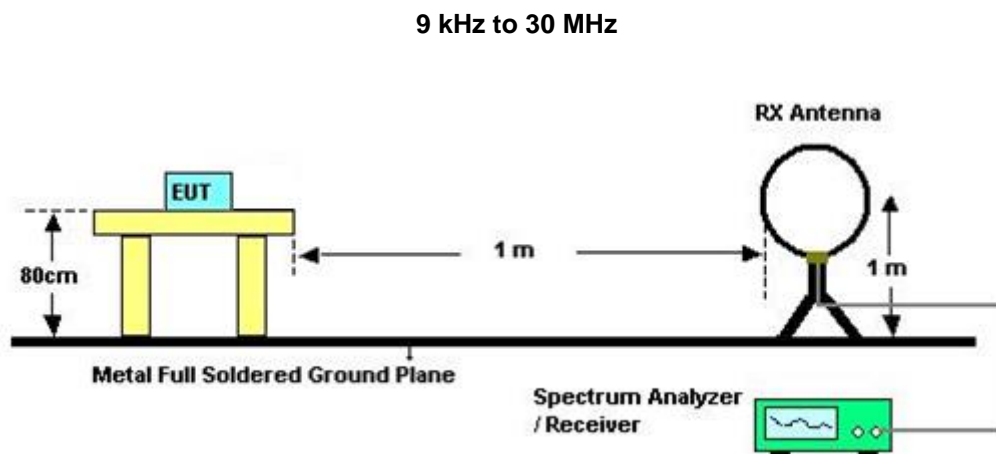 9 kHz to 30 MHz
RX Antenna
EUT
1 m
80cm
1 m
Metal Full Soldered Ground Plane
Spectrum Analyzer
/ Receiver